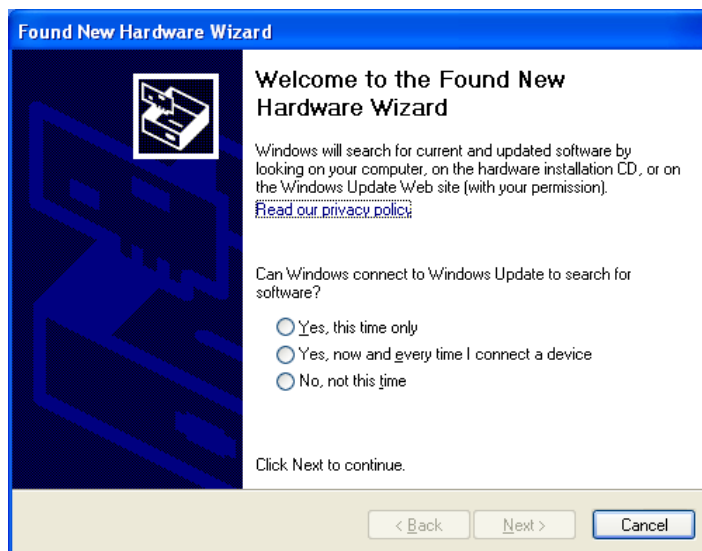 Found New Hardware Wizard
Welcome to the Found New
Hardware Wizard
Windows will search for current and updated software by
looking on your computer, on the hardware installation CD, or on
the Windows Update Web site (with your permission).
Read our privacy policy
Can Windows connect to Windows Update to search for
software?
Yes, this time only
Yes, now and every time I connect a device
No, not this time
Click Next to continue.
< Back Next > Cancel